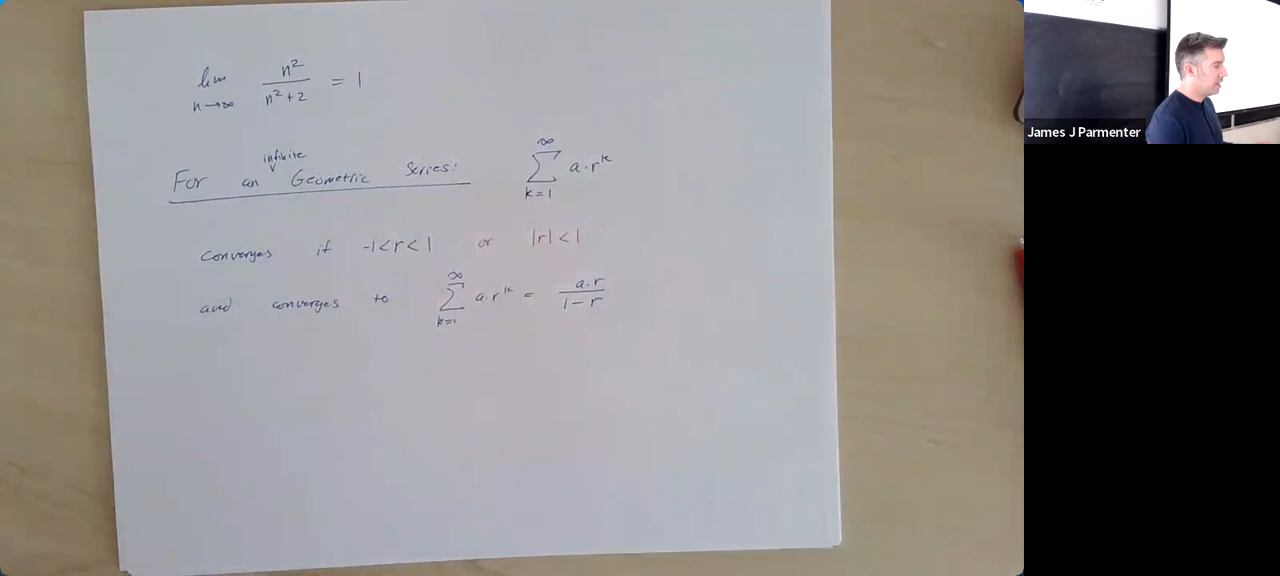 lim n→∞ n²/(n²+2) = 1
infinite
For an Geometric Series: ∞ ∑ k=1 a·r^k
converges if -1<r<1 or |r|<1
and converges to ∞ ∑ k=1 a·r^k = a·r/(1-r)
James J Parmenter